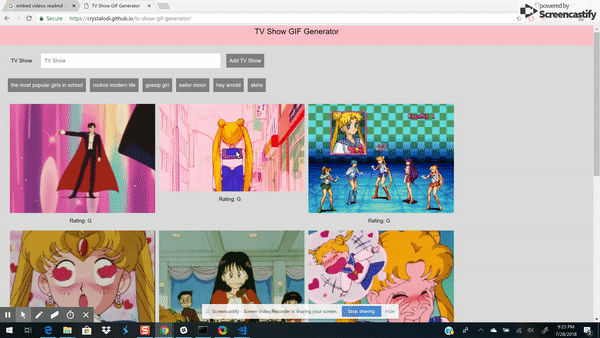 embed videos readme
TV Show GIF Generator
powered by
Screencastify
Secure
https://crystalodi.github.io/tv-show-gif-generator/
TV Show GIF Generator
TV Show
TV Show
Add TV Show
the most popular girls in school
rockos modern life
gossip girl
sailor moon
hey arnold
skins
Rating: G
Rating: G
Rating: G
Screencastify - Screen Video Recorder is sharing your screen.
Stop sharing
Hide
9:23 PM
7/28/2018